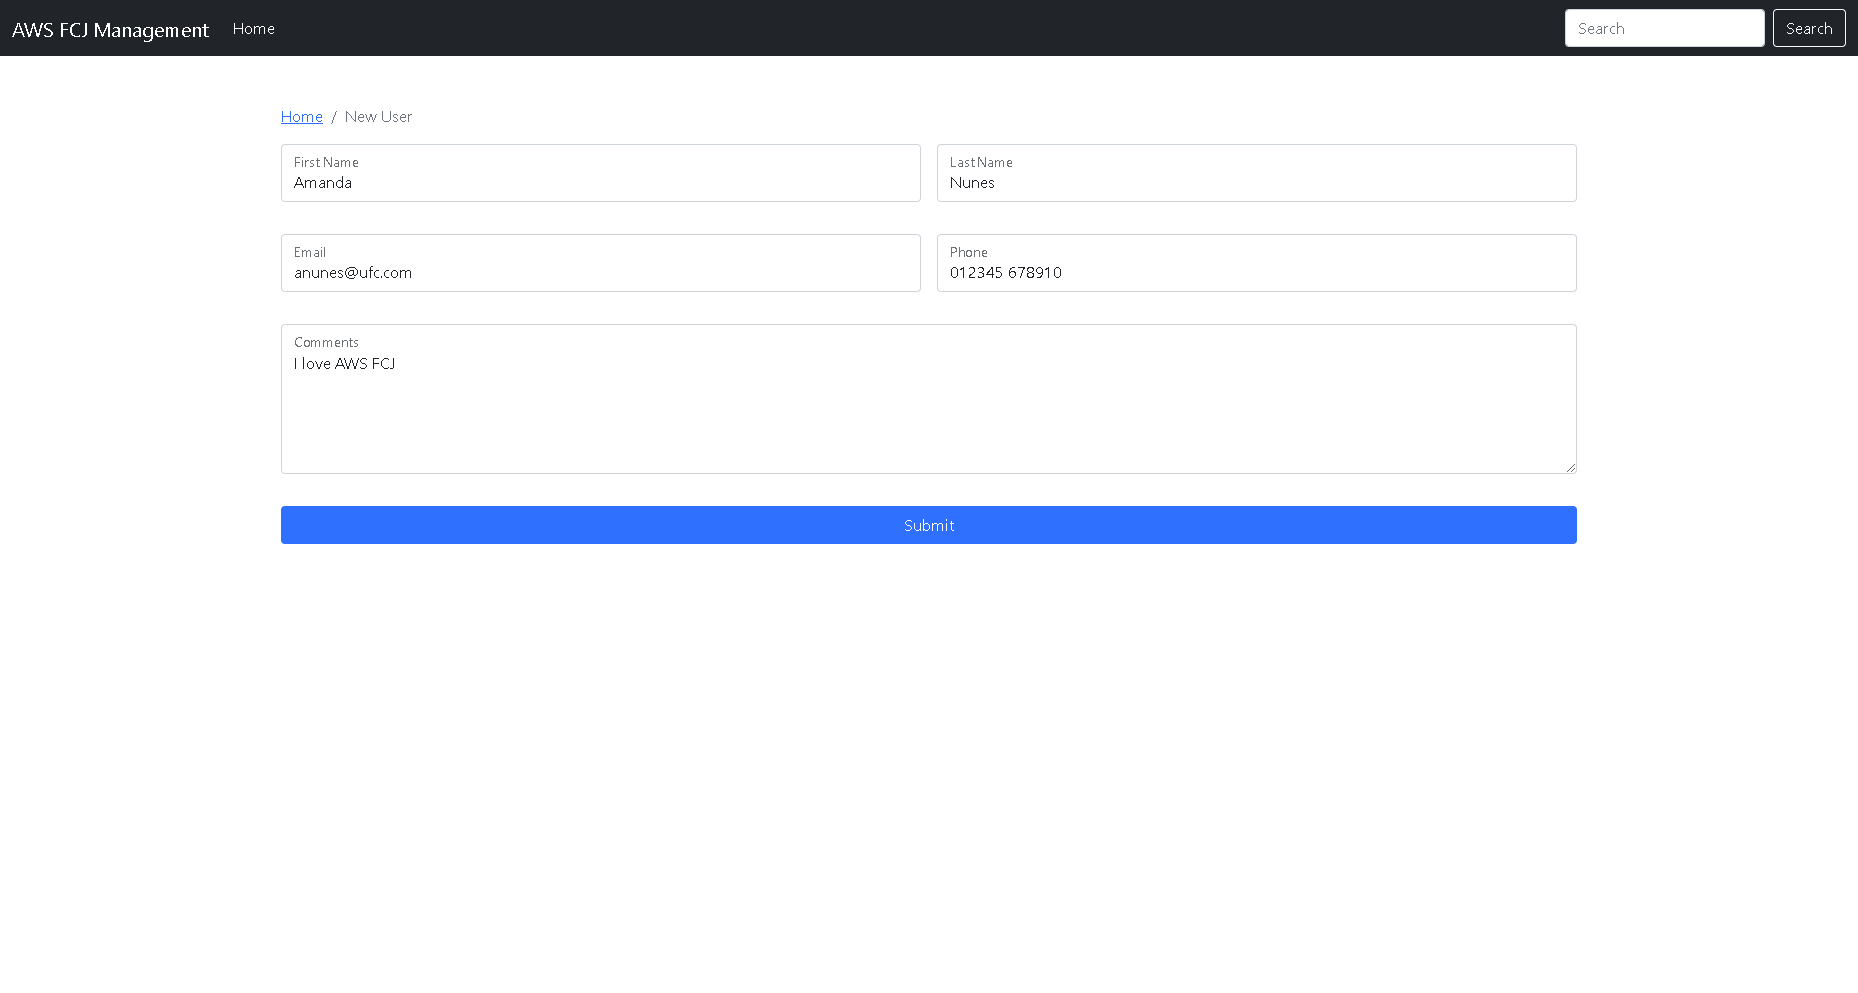 AWS FCJ Management Home Search Search
Home / New User
First Name
Amanda
Last Name
Nunes
Email
anunes@ufc.com
Phone
012345 678910
Comments
I love AWS FCJ
Submit